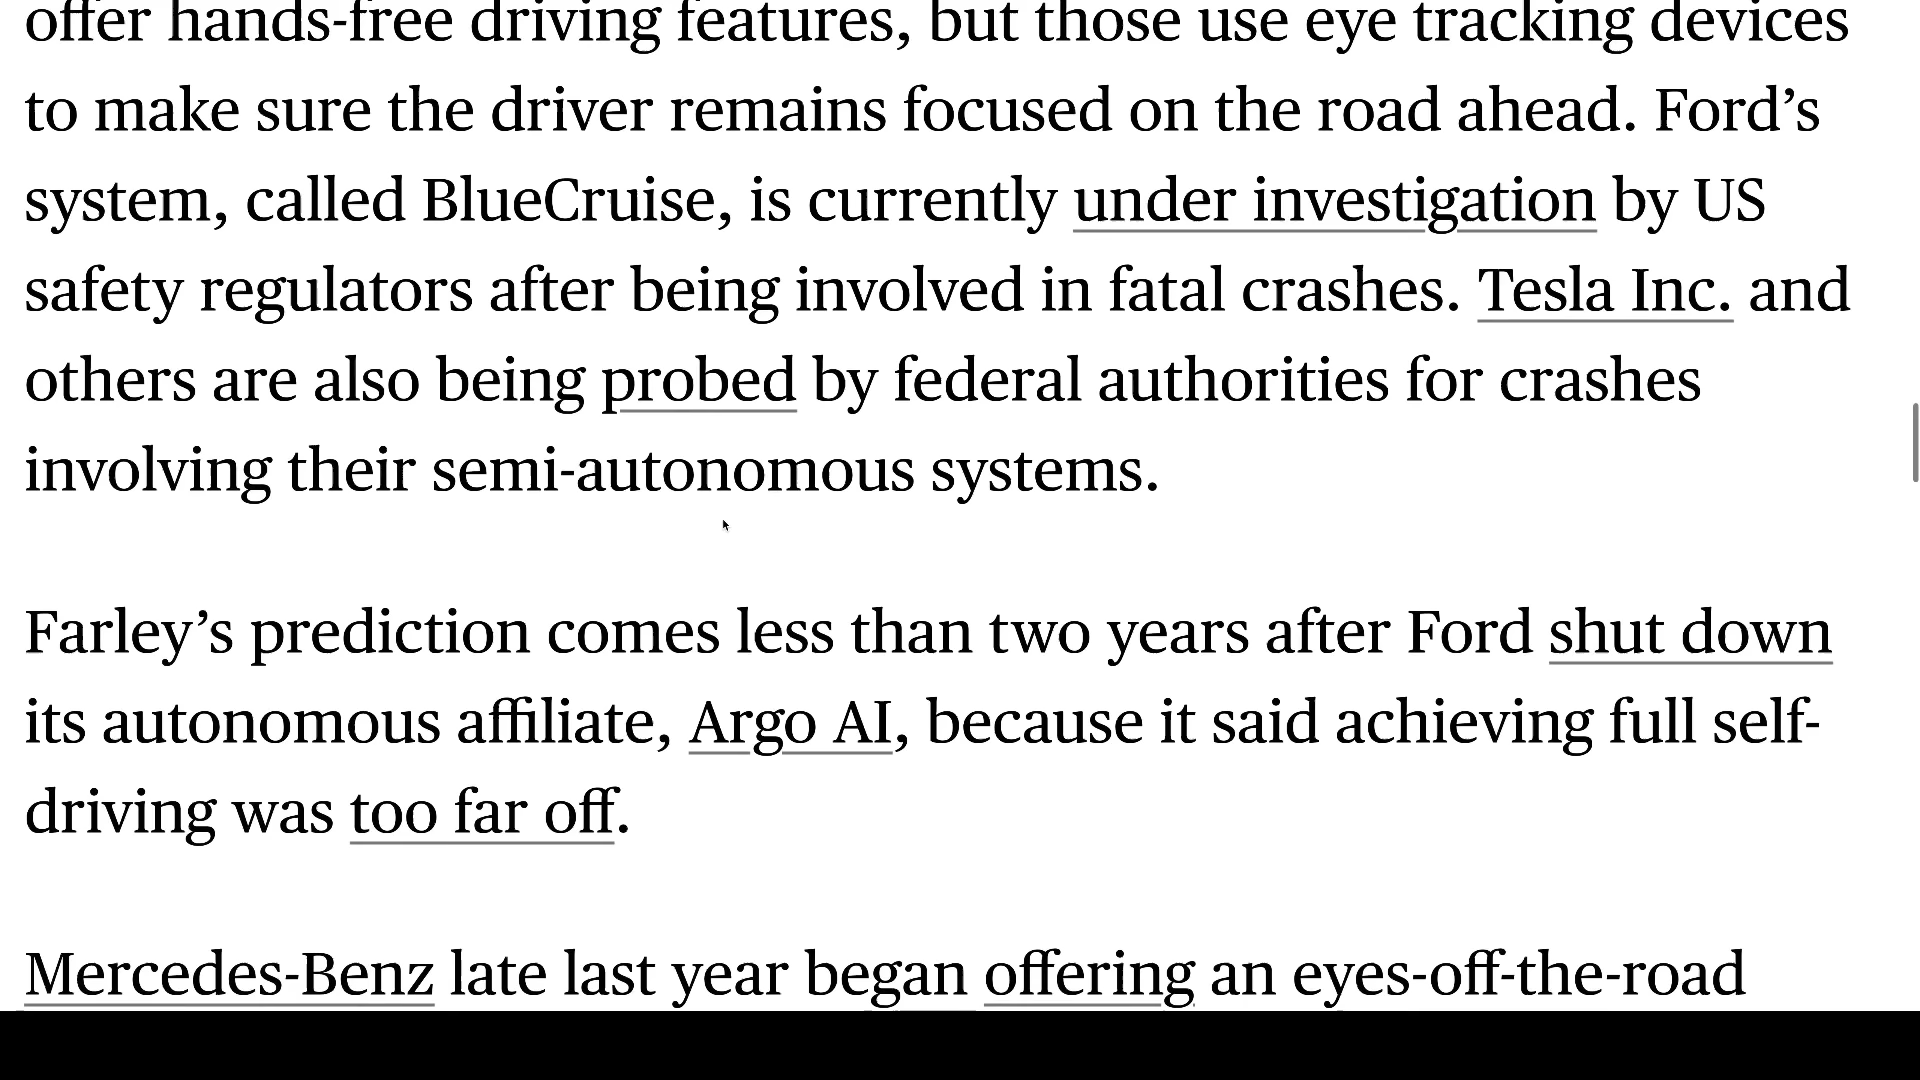 offer hands-free driving features, but those use eye tracking devices
to make sure the driver remains focused on the road ahead. Ford’s
system, called BlueCruise, is currently under investigation by US
safety regulators after being involved in fatal crashes. Tesla Inc. and
others are also being probed by federal authorities for crashes
involving their semi-autonomous systems.
Farley’s prediction comes less than two years after Ford shut down
its autonomous affiliate, Argo AI, because it said achieving full self-
driving was too far off.
Mercedes-Benz late last year began offering an eyes-off-the-road